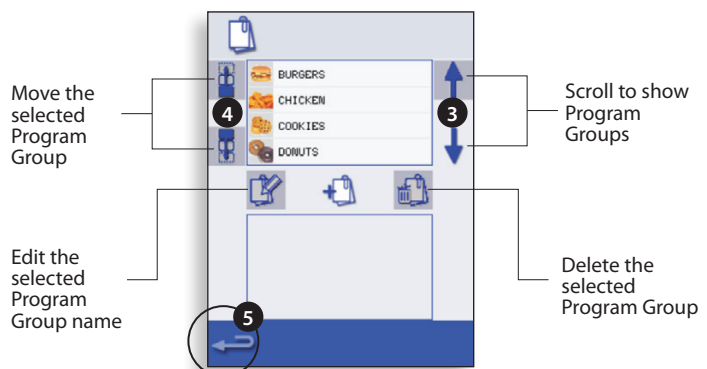 BURGERS
CHICKEN
COOKIES
DONUTS
3
4
5
Move the
selected
Program
Group
Scroll to show
Program
Groups
Edit the
selected
Program
Group name
Delete the
selected
Program Group